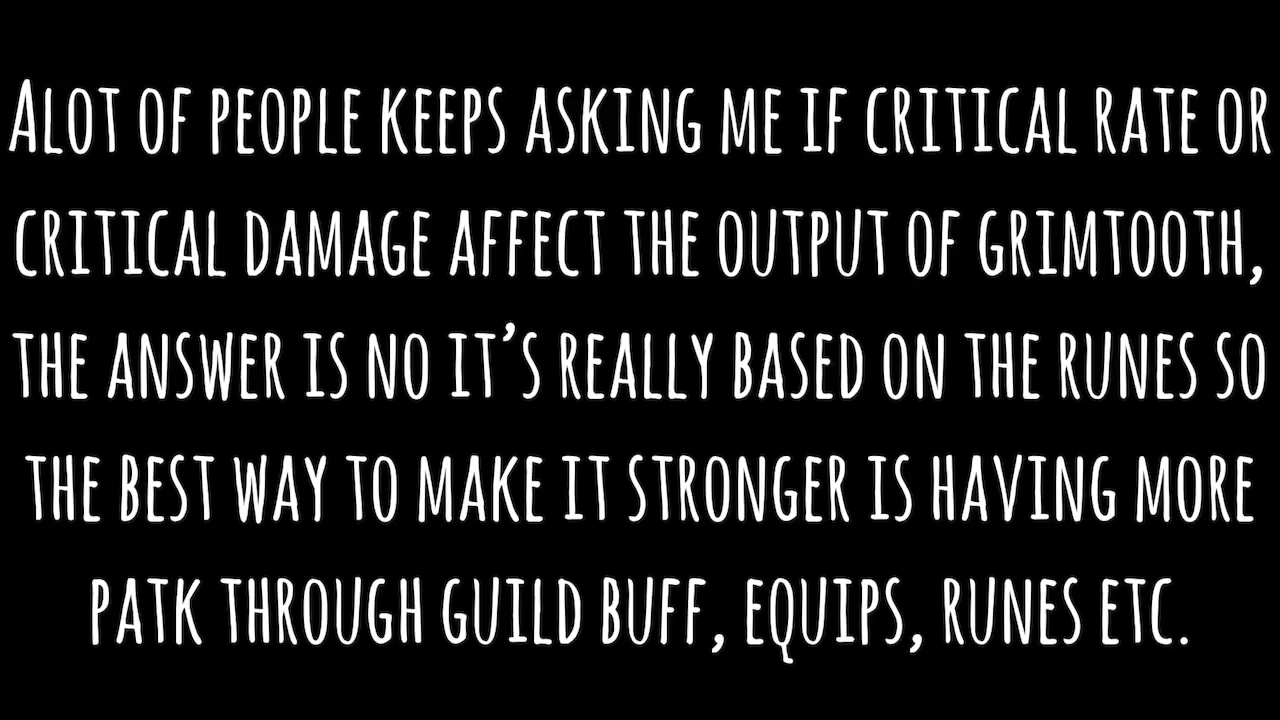 Alot of people keeps asking me if critical rate or
critical damage affect the output of grimtooth,
the answer is no it's really based on the runes so
the best way to make it stronger is having more
patk through guild buff, equips, runes etc.